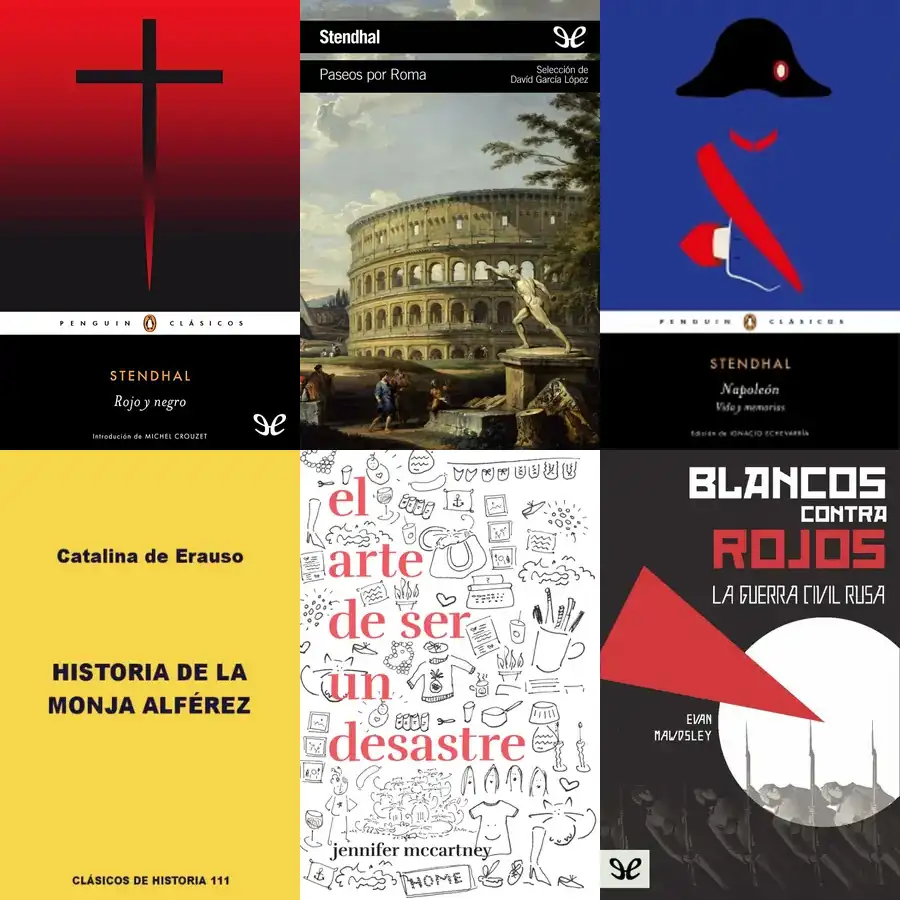 PENGUIN CLÁSICOS
STENDHAL
Rojo y negro
Introducción de MICHEL CROUZET
Stendhal
Paseos por Roma
Selección de
David García López
PENGUIN CLÁSICOS
STENDHAL
Napoleón
Vida y memorias
Edición de IGNACIO ECHEVARRÍA
Catalina de Erauso
HISTORIA DE LA
MONJA ALFÉREZ
CLÁSICOS DE HISTORIA 111
el
arte
de ser
un
desastre
jennifer mccartney
HOME
BLANCOS
CONTRA
ROJOS
LA GUERRA CIVIL RUSA
EVAN
MAWDSLEY